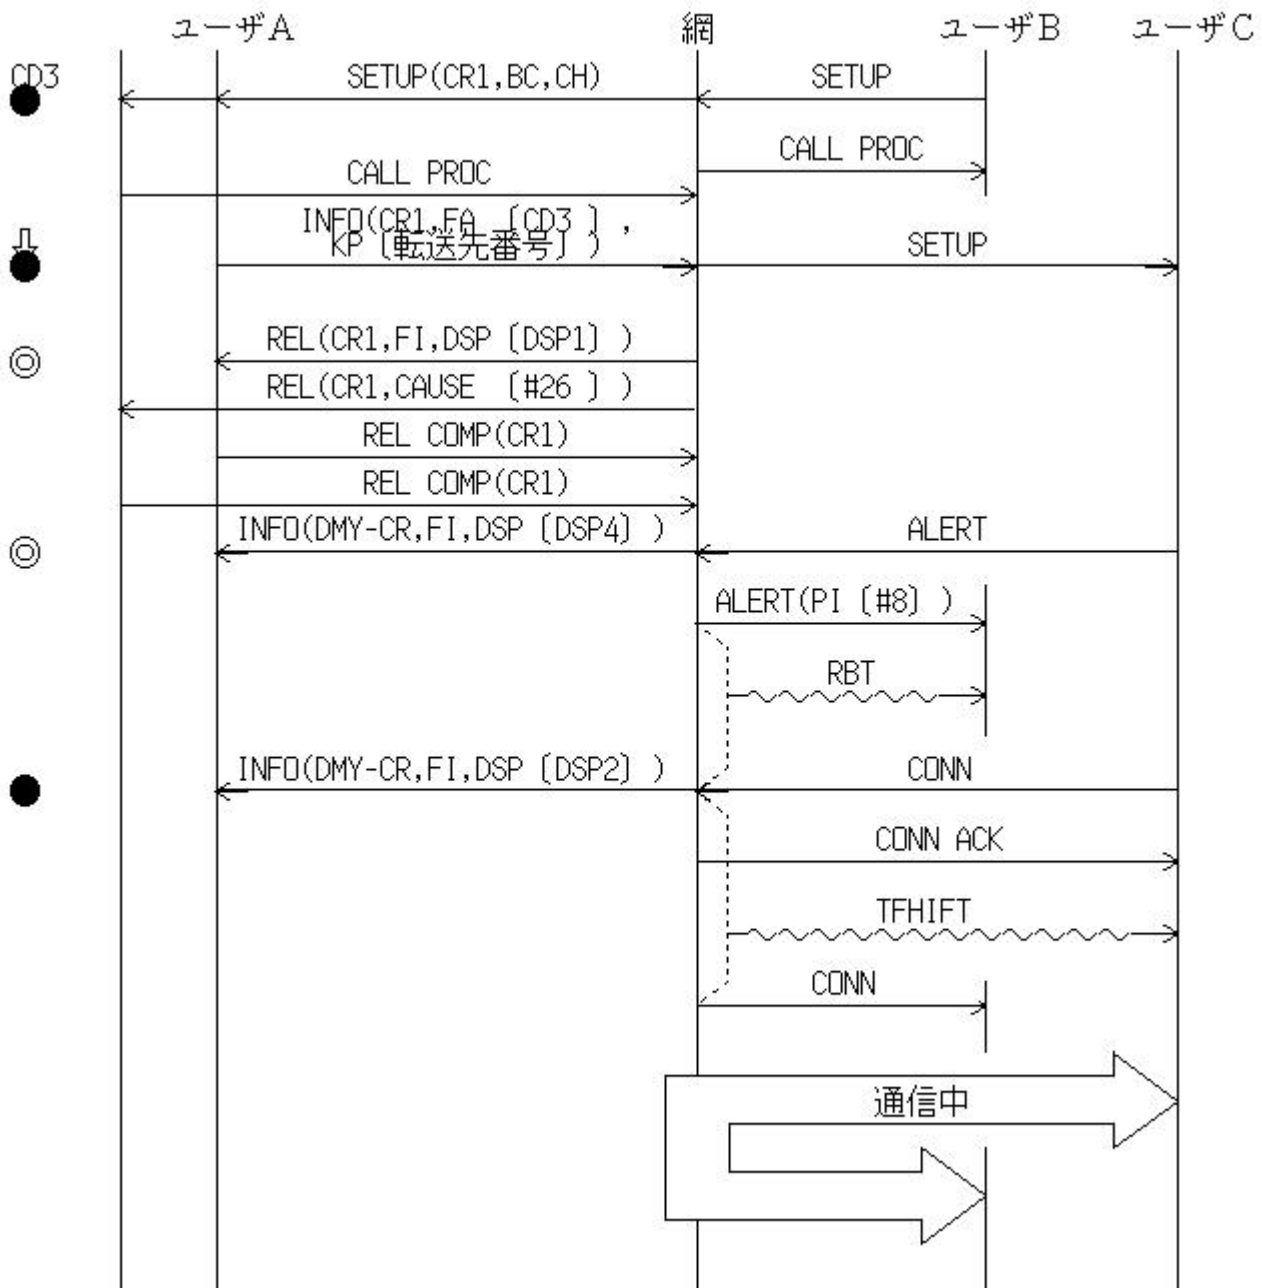 ユーザA
網
ユーザB
ユーザC
CD3
SETUP(CR1,BC,CH)
SETUP
CALL PROC
CALL PROC
INFO(CR1,FA 〔CD3 〕,
KP〔転送先番号〕)
SETUP
REL(CR1,FI,DSP〔DSP1〕)
REL(CR1,CAUSE 〔#26 〕)
REL COMP(CR1)
REL COMP(CR1)
INFO(DMY-CR,FI,DSP〔DSP4〕)
ALERT
ALERT(PI〔#8〕)
RBT
INFO(DMY-CR,FI,DSP〔DSP2〕)
CONN
CONN ACK
TFHIFT
CONN
通信中